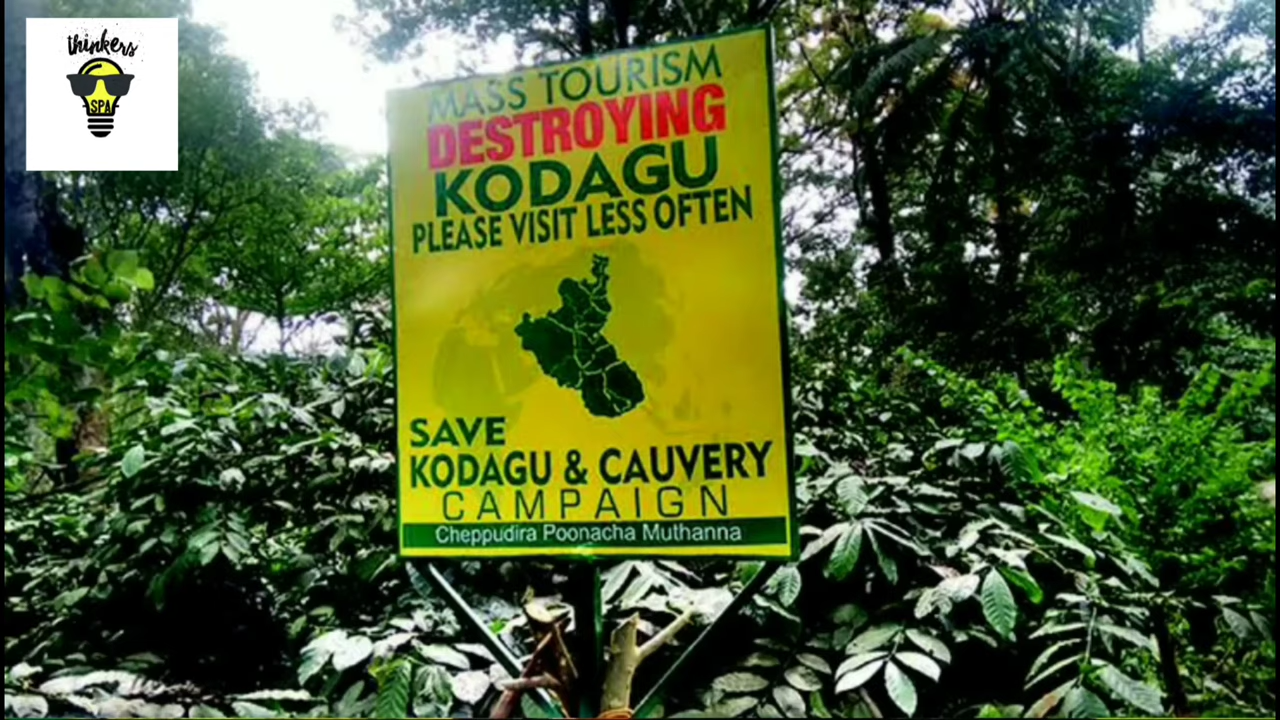 thinkers
SPA
MASS TOURISM
DESTROYING
KODAGU
PLEASE VISIT LESS OFTEN
SAVE
KODAGU & CAUVERY
CAMPAIGN
Cheppudira Poonacha Muthanna